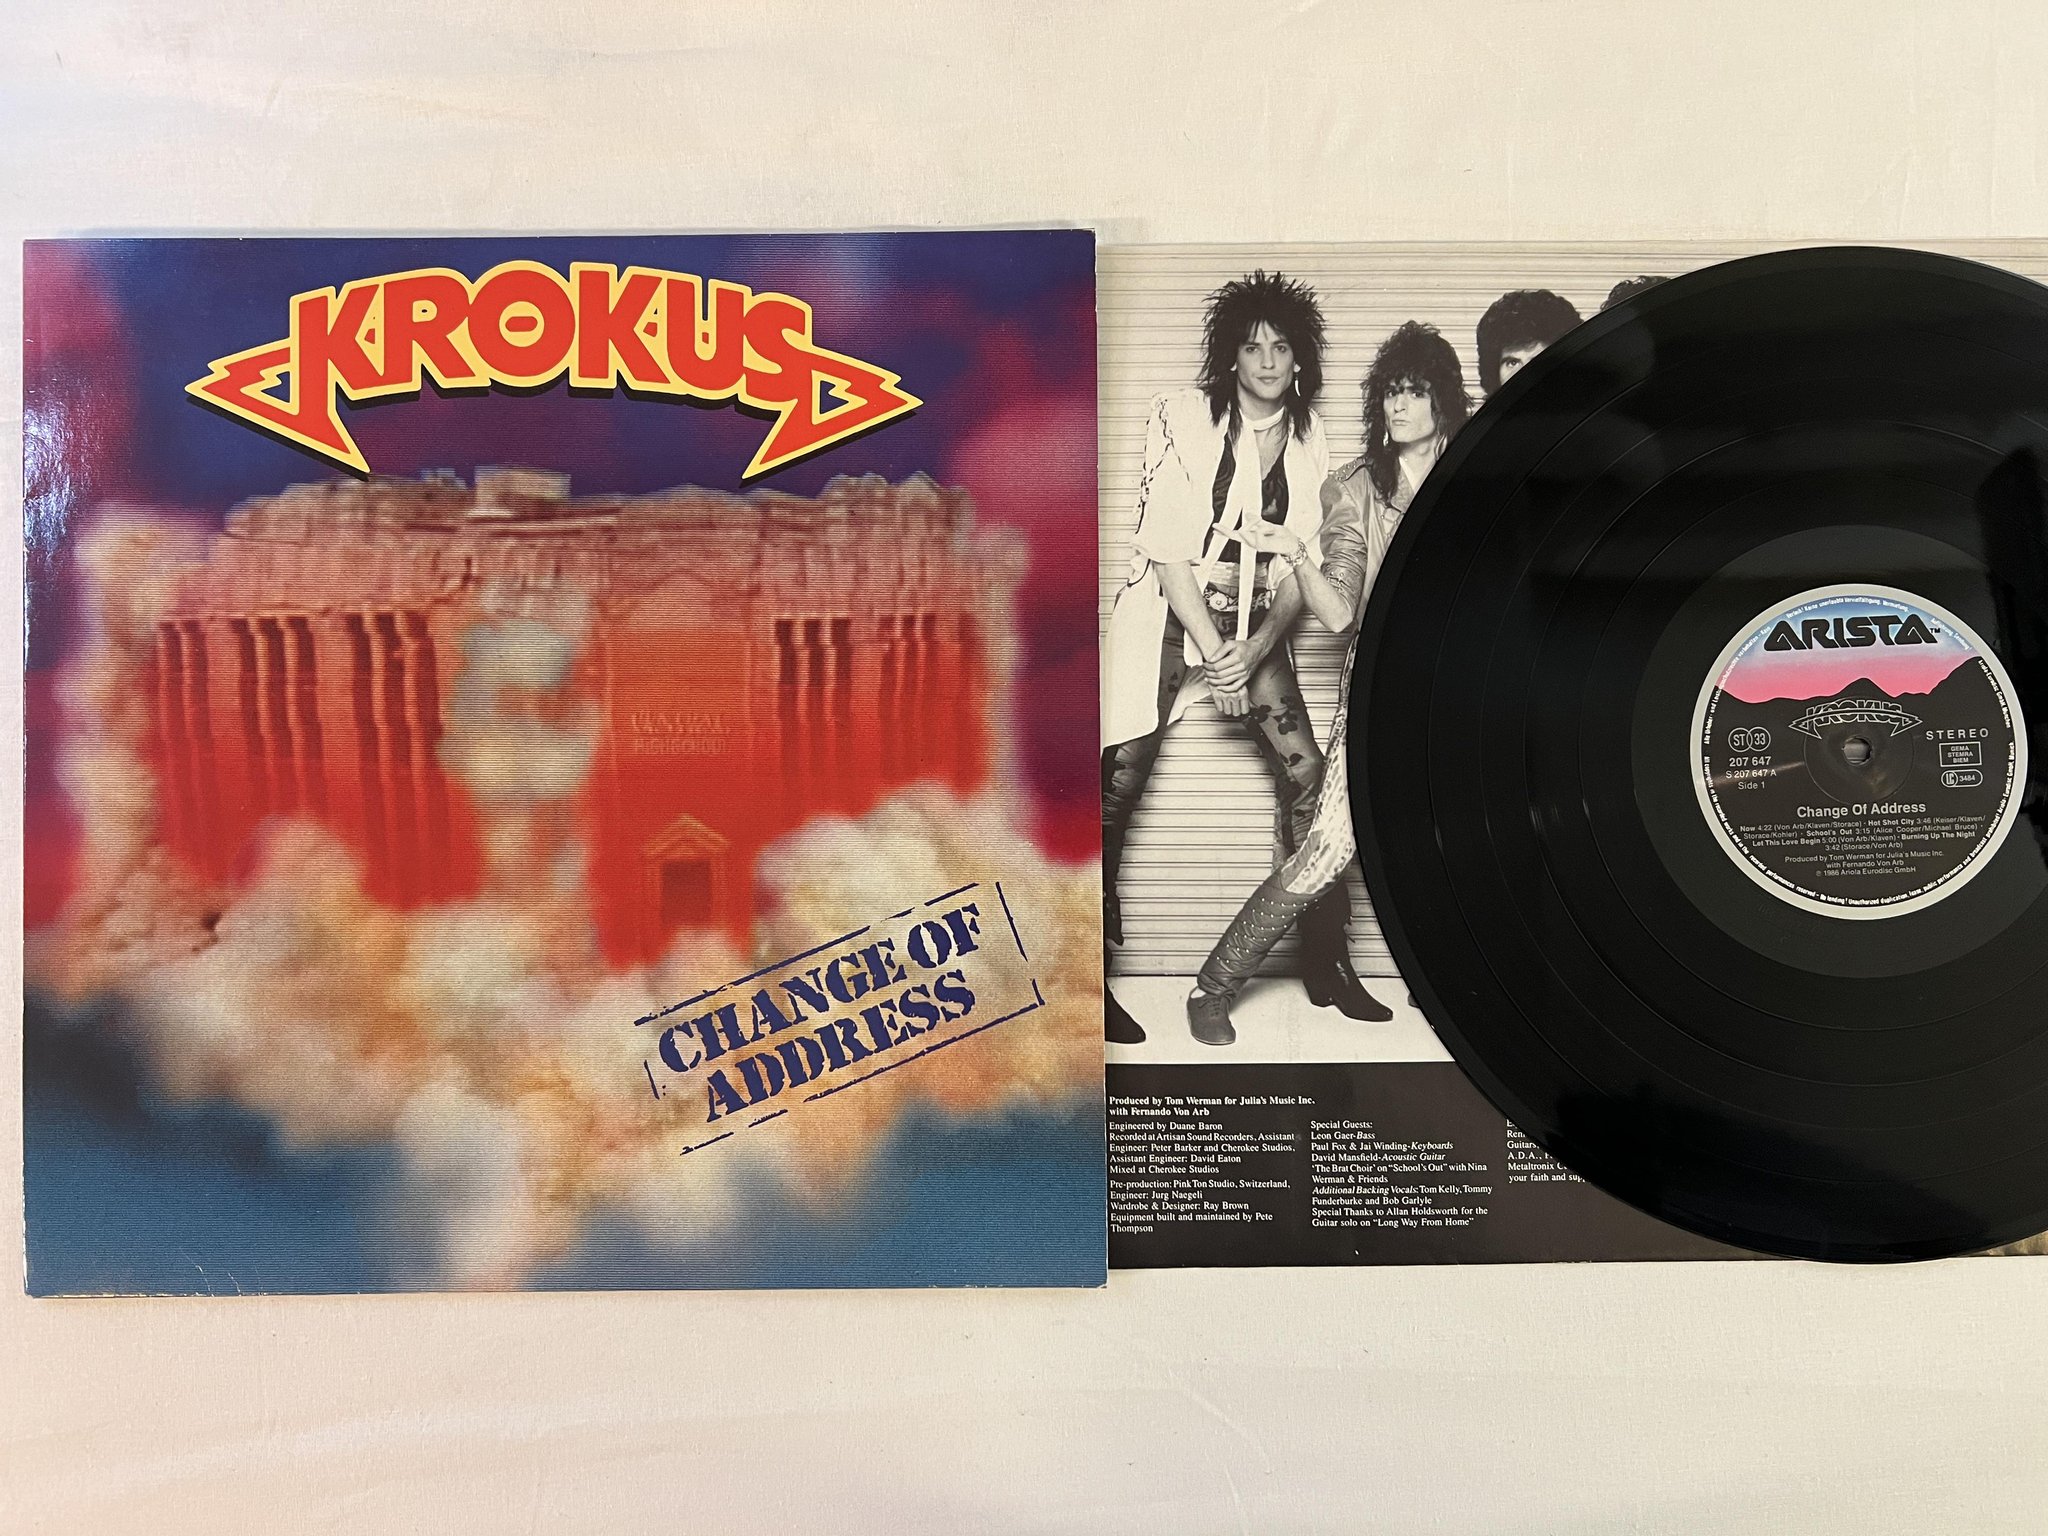 KROKUS
HIGHSCHOOL
CHANGE OF
ADDRESS
Produced by Tom Werman for Julia's Music Inc.
with Fernando Von Arb
Engineered by Duane Baron
Recorded at Artisan Sound Recorders, Assistant
Engineer: Peter Barker and Cherokee Studios,
Assistant Engineer: David Eaton
Mixed at Cherokee Studios
Pre-production: Pink Ton Studio, Switzerland,
Engineer: Jurg Naegeli
Wardrobe & Designer: Ray Brown
Equipment built and maintained by Pete
Thompson
Special Guests:
Leon Gaer-Bass
Paul Fox & Jai Winding-Keyboards
David Mansfield-Acoustic Guitar
'The Brat Choir' on "School's Out" with Nina
Werman & Friends
Additional Backing Vocals: Tom Kelly, Tommy
Funderburke and Bob Garlyle
Special Thanks to Allan Holdsworth for the
Guitar solo on "Long Way From Home"
Guitars,
A.D.A.,
Metaltronix
your faith and
ARISTA™
KROKUS
ST 33
207 647
S 207 647 A
Side 1
STEREO
GEMA
STEMRA
BIEM
LC 3484
Change Of Address
Now 4:22 (Von Arb/Klaven/Storace) · Hot Shot City 3:46 (Keiser/Klaven/
Storace/Kohler) · School's Out 3:15 (Alice Cooper/Michael Bruce) ·
Let This Love Begin 5:00 (Von Arb/Klaven) · Burning Up The Night
3:42 (Storace/Von Arb)
Produced by Tom Werman for Julia's Music Inc.
with Fernando Von Arb
℗ 1986 Ariola Eurodisc GmbH